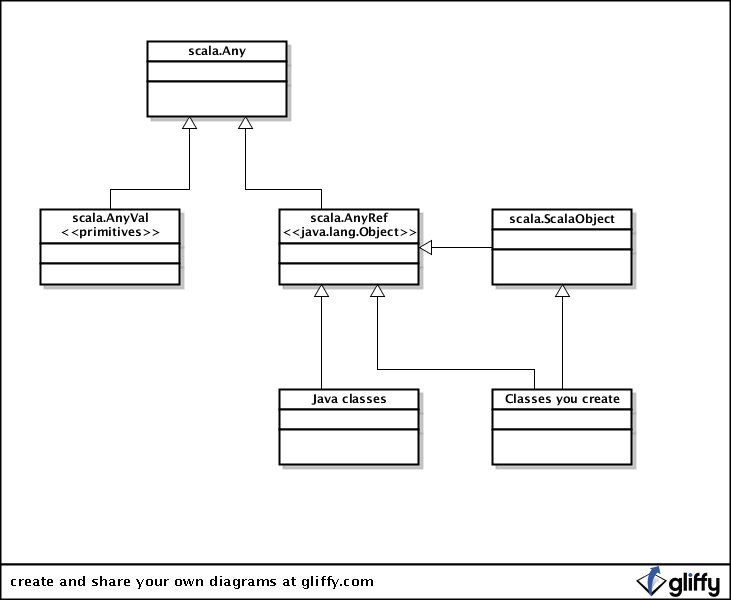 scala.Any
scala.AnyVal
<<primitives>>
scala.AnyRef
<<java.lang.Object>>
scala.ScalaObject
Java classes
Classes you create
create and share your own diagrams at gliffy.com
gliffy